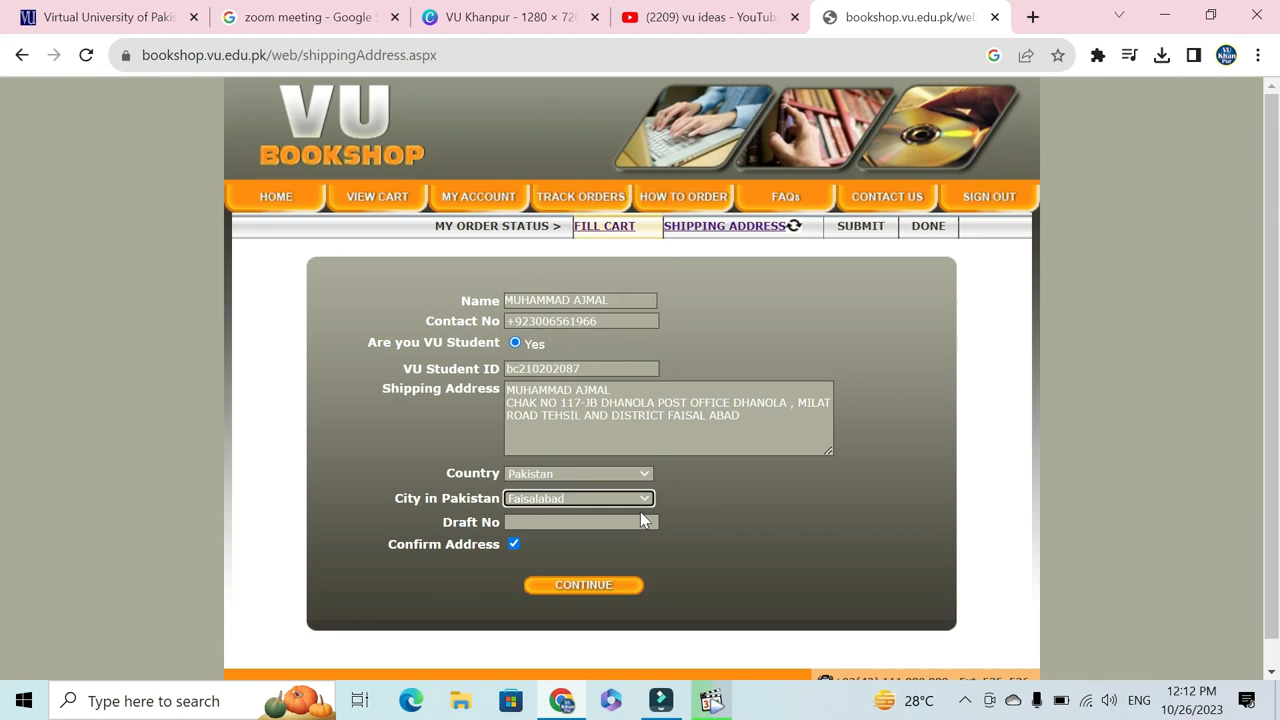 Virtual University of Pakis
zoom meeting - Google
VU Khanpur - 1280 × 720
(2209) vu ideas - YouTub
bookshop.vu.edu.pk/web
bookshop.vu.edu.pk/web/shippingAddress.aspx
VU
BOOKSHOP
HOME
VIEW CART
MY ACCOUNT
TRACK ORDERS
HOW TO ORDER
FAQs
CONTACT US
SIGN OUT
MY ORDER STATUS >
FILL CART
SHIPPING ADDRESS
SUBMIT
DONE
Name MUHAMMAD AJMAL
Contact No +923006561966
Are you VU Student Yes
VU Student ID bc210202087
Shipping Address MUHAMMAD AJMAL
CHAK NO 117-JB DHANOLA POST OFFICE DHANOLA , MILAT
ROAD TEHSIL AND DISTRICT FAISAL ABAD
Country Pakistan
City in Pakistan Faisalabad
Draft No
Confirm Address
CONTINUE
Type here to search
28°C
ENG
12:12 PM
10/26/2023